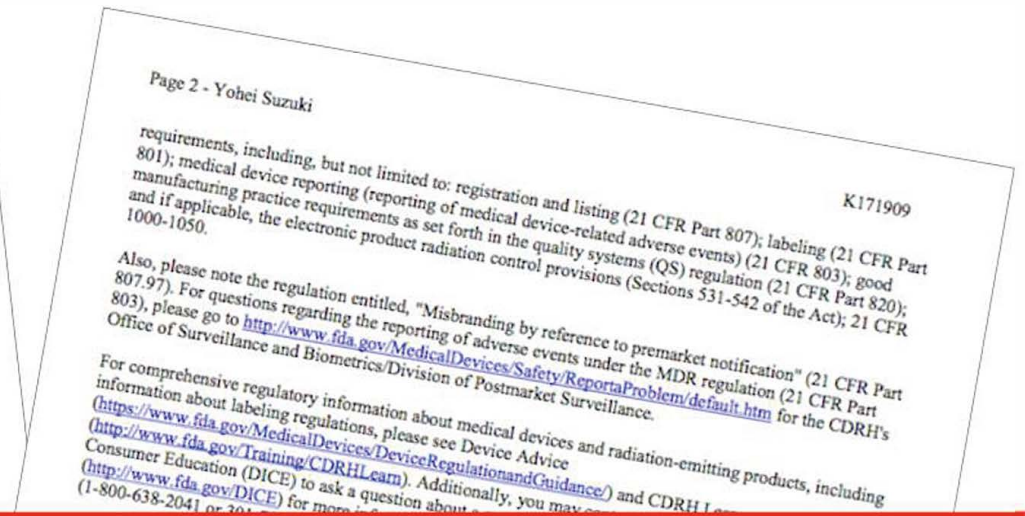 Page 2 - Yohei Suzuki
K171909
requirements, including, but not limited to: registration and listing (21 CFR Part 807); labeling (21 CFR Part
801); medical device reporting (reporting of medical device-related adverse events) (21 CFR 803); good
manufacturing practice requirements as set forth in the quality systems (QS) regulation (21 CFR Part 820);
and if applicable, the electronic product radiation control provisions (Sections 531-542 of the Act); 21 CFR
1000-1050.
Also, please note the regulation entitled, "Misbranding by reference to premarket notification" (21 CFR Part
807.97). For questions regarding the reporting of adverse events under the MDR regulation (21 CFR Part
803), please go to http://www.fda.gov/MedicalDevices/Safety/ReportaProblem/default.htm for the CDRH's
Office of Surveillance and Biometrics/Division of Postmarket Surveillance.
For comprehensive regulatory information about medical devices and radiation-emitting products, including
information about labeling regulations, please see Device Advice
(https://www.fda.gov/MedicalDevices/DeviceRegulationandGuidance/) and CDRH
(http://www.fda.gov/Training/CDRHLearn). Additionally, you may
Consumer Education (DICE) to ask a question about
(http://www.fda.gov/DICE) for more
(1-800-638-2041 or